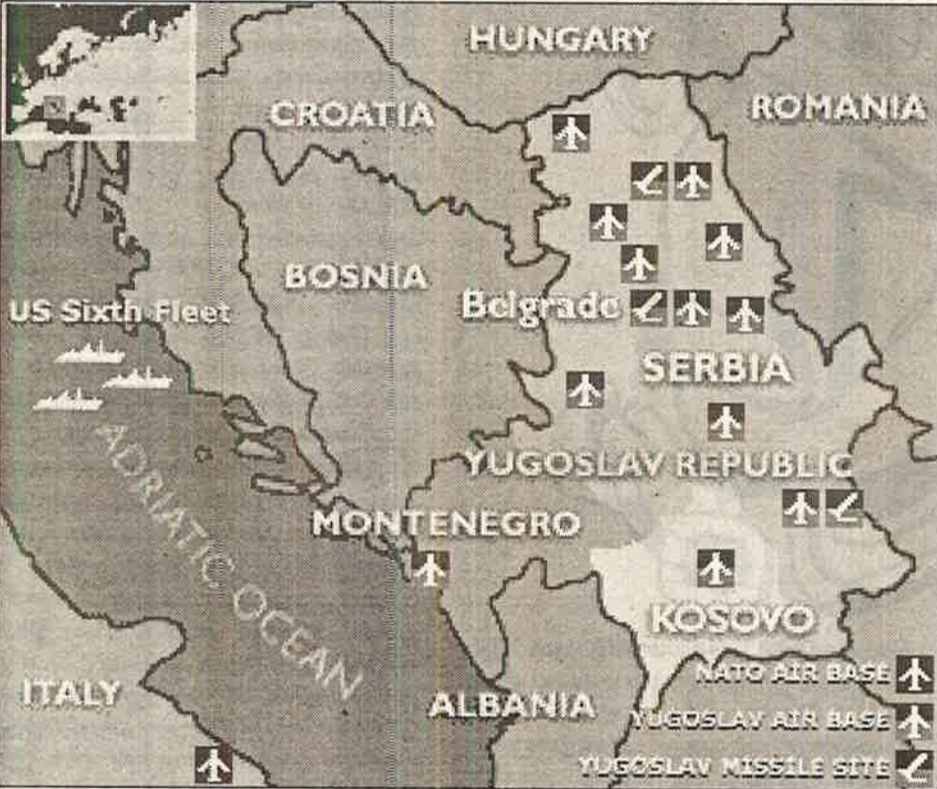 HUNGARY
ROMANIA
CROATIA
BOSNIA
US Sixth Fleet
Belgrade
SERBIA
YUGOSLAV REPUBLIC
MONTENEGRO
ADRIATIC OCEAN
KOSOVO
ITALY
ALBANIA
NATO AIR BASE
YUGOSLAV AIR BASE
YUGOSLAV MISSILE SITE